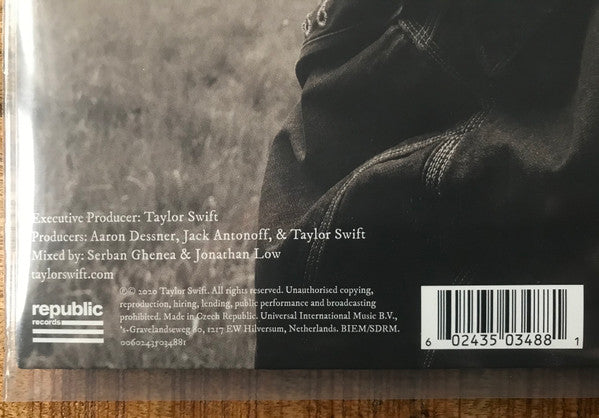 Executive Producer: Taylor Swift
Producers: Aaron Dessner, Jack Antonoff, & Taylor Swift
Mixed by: Serban Ghenea & Jonathan Low
taylorswift.com
republic
records
℗© 2020 Taylor Swift. All rights reserved. Unauthorised copying,
reproduction, hiring, lending, public performance and broadcasting
prohibited. Made in Czech Republic. Universal International Music B.V.,
's-Gravelandseweg 80, 1217 EW Hilversum, Netherlands. BIEM/SDRM.
00602435034881
6 02435 03488 1